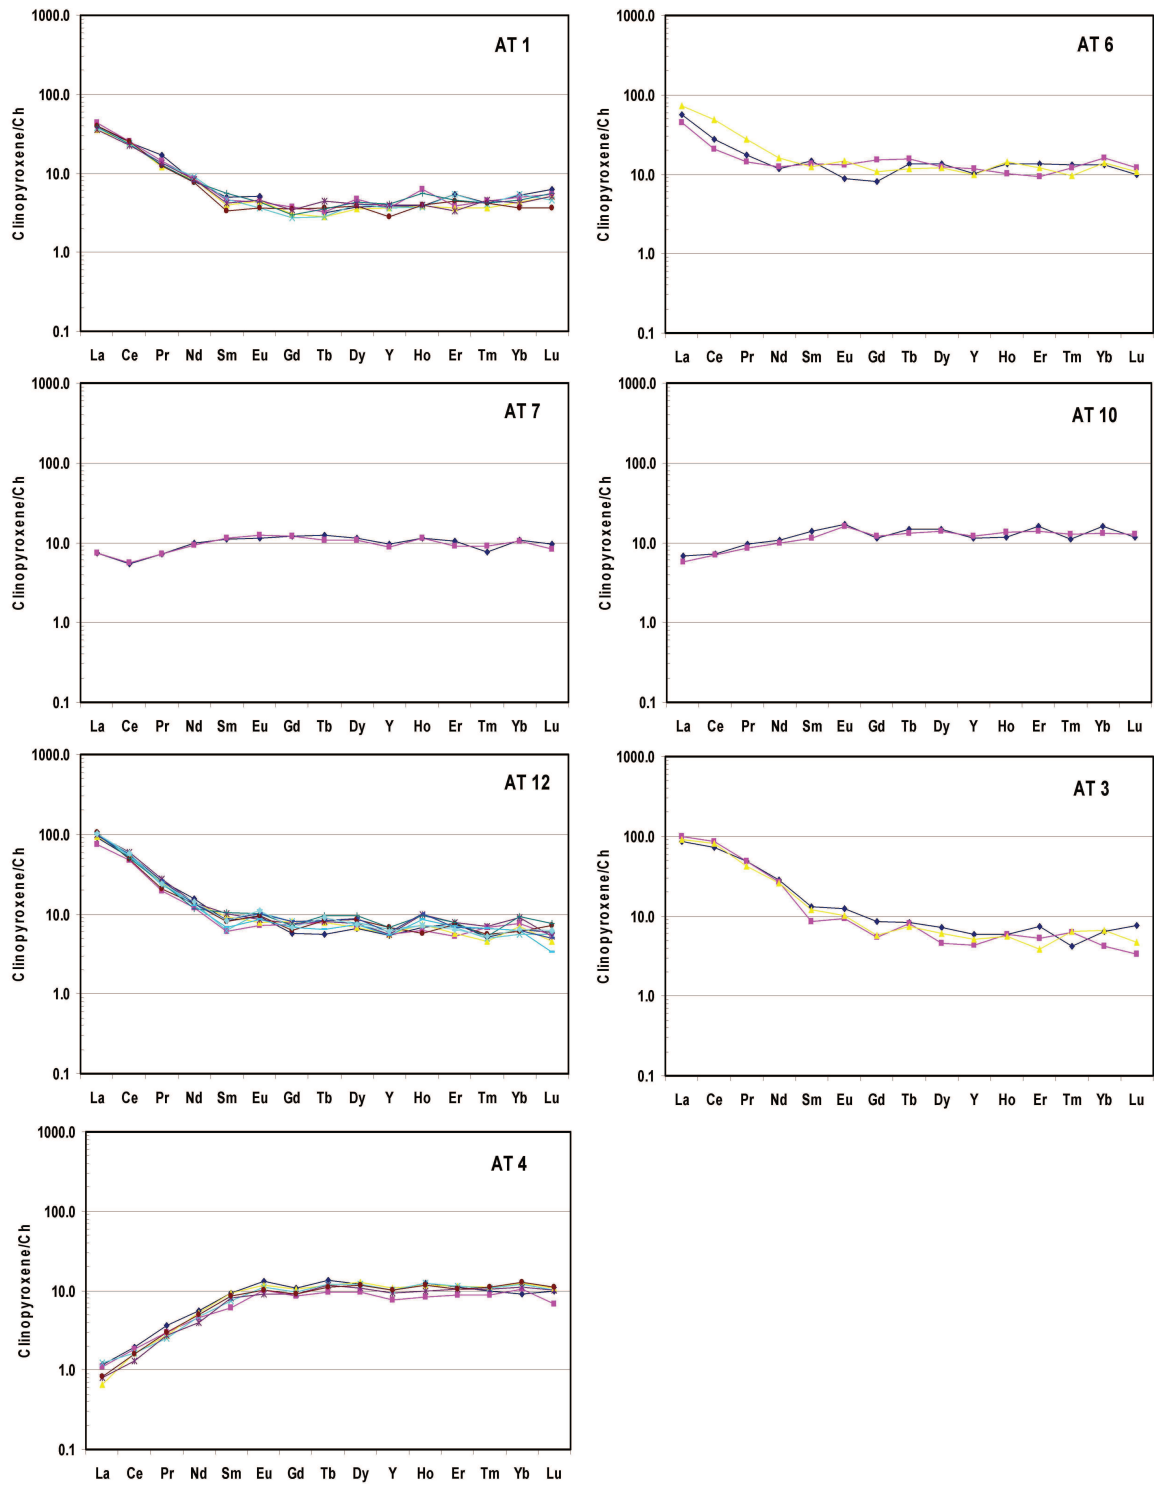 AT 1
Clinopyroxene/Ch
1000.0
100.0
10.0
1.0
0.1
La Ce Pr Nd Sm Eu Gd Tb Dy Y Ho Er Tm Yb Lu
AT 6
Clinopyroxene/Ch
1000.0
100.0
10.0
1.0
0.1
La Ce Pr Nd Sm Eu Gd Tb Dy Y Ho Er Tm Yb Lu
AT 7
Clinopyroxene/Ch
1000.0
100.0
10.0
1.0
0.1
La Ce Pr Nd Sm Eu Gd Tb Dy Y Ho Er Tm Yb Lu
AT 10
Clinopyroxene/Ch
1000.0
100.0
10.0
1.0
0.1
La Ce Pr Nd Sm Eu Gd Tb Dy Y Ho Er Tm Yb Lu
AT 12
Clinopyroxene/Ch
1000.0
100.0
10.0
1.0
0.1
La Ce Pr Nd Sm Eu Gd Tb Dy Y Ho Er Tm Yb Lu
AT 3
Clinopyroxene/Ch
1000.0
100.0
10.0
1.0
0.1
La Ce Pr Nd Sm Eu Gd Tb Dy Y Ho Er Tm Yb Lu
AT 4
Clinopyroxene/Ch
1000.0
100.0
10.0
1.0
0.1
La Ce Pr Nd Sm Eu Gd Tb Dy Y Ho Er Tm Yb Lu